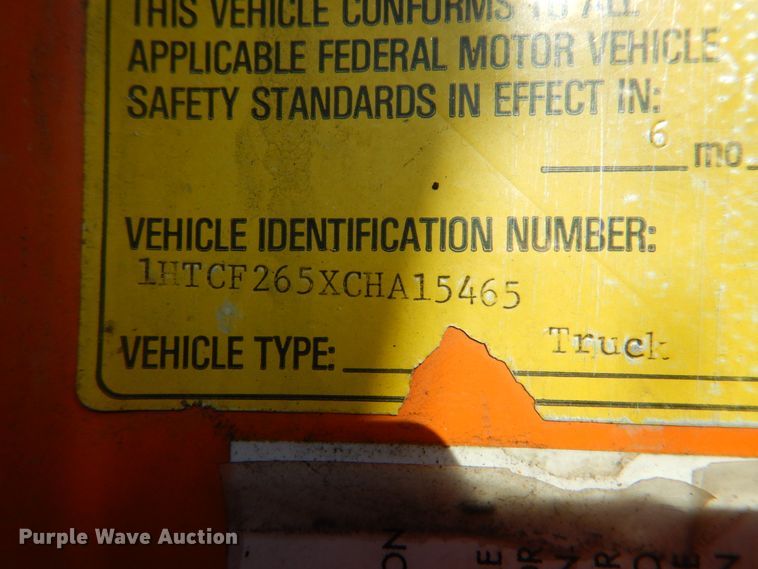 THIS VEHICLE CONFORMS TO ALL
APPLICABLE FEDERAL MOTOR VEHICLE
SAFETY STANDARDS IN EFFECT IN:
6 mo
VEHICLE IDENTIFICATION NUMBER:
1HTCF265XCHA15465
VEHICLE TYPE: Truck
Purple Wave Auction